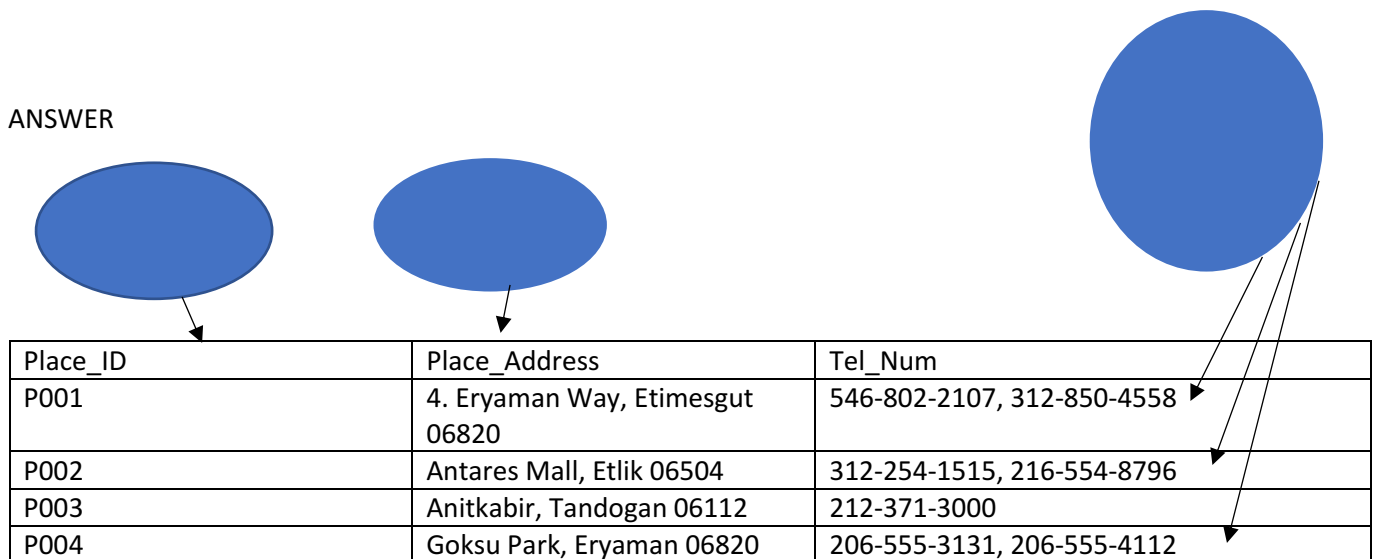 ANSWER
Place_ID Place_Address Tel_Num
P001 4. Eryaman Way, Etimesgut 546-802-2107, 312-850-4558
06820
P002 Antares Mall, Etlik 06504 312-254-1515, 216-554-8796
P003 Anitkabir, Tandogan 06112 212-371-3000
P004 Goksu Park, Eryaman 06820 206-555-3131, 206-555-4112